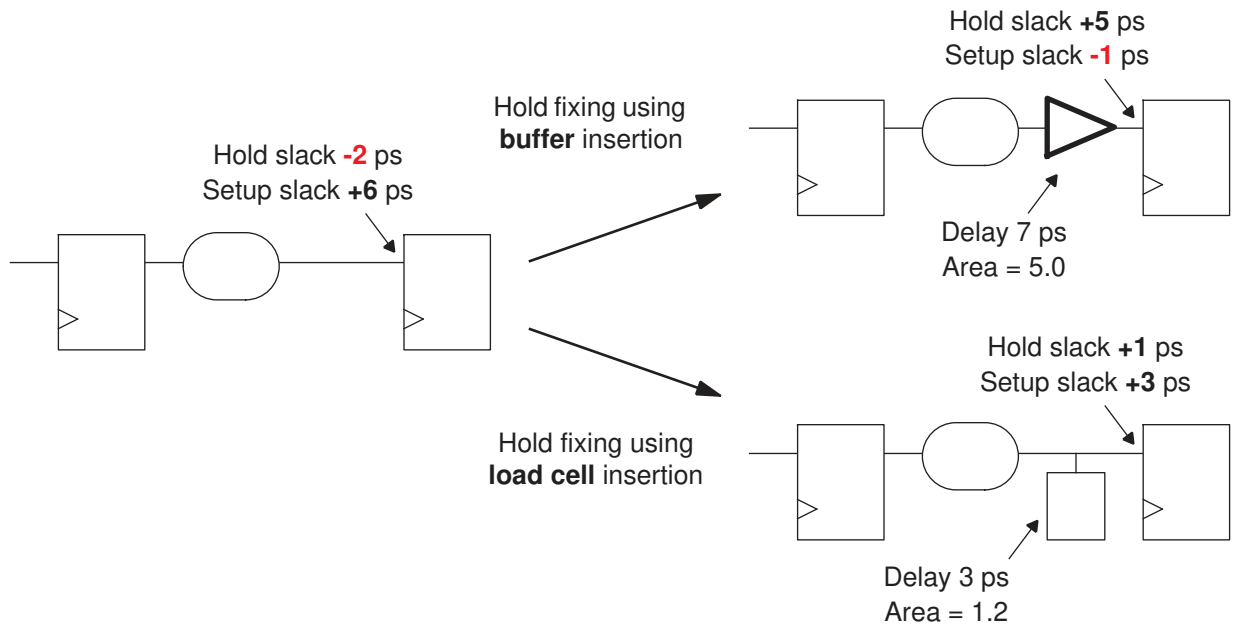 Hold slack -2 ps
Setup slack +6 ps
Hold fixing using
buffer insertion
Hold slack +5 ps
Setup slack -1 ps
Delay 7 ps
Area = 5.0
Hold fixing using
load cell insertion
Hold slack +1 ps
Setup slack +3 ps
Delay 3 ps
Area = 1.2